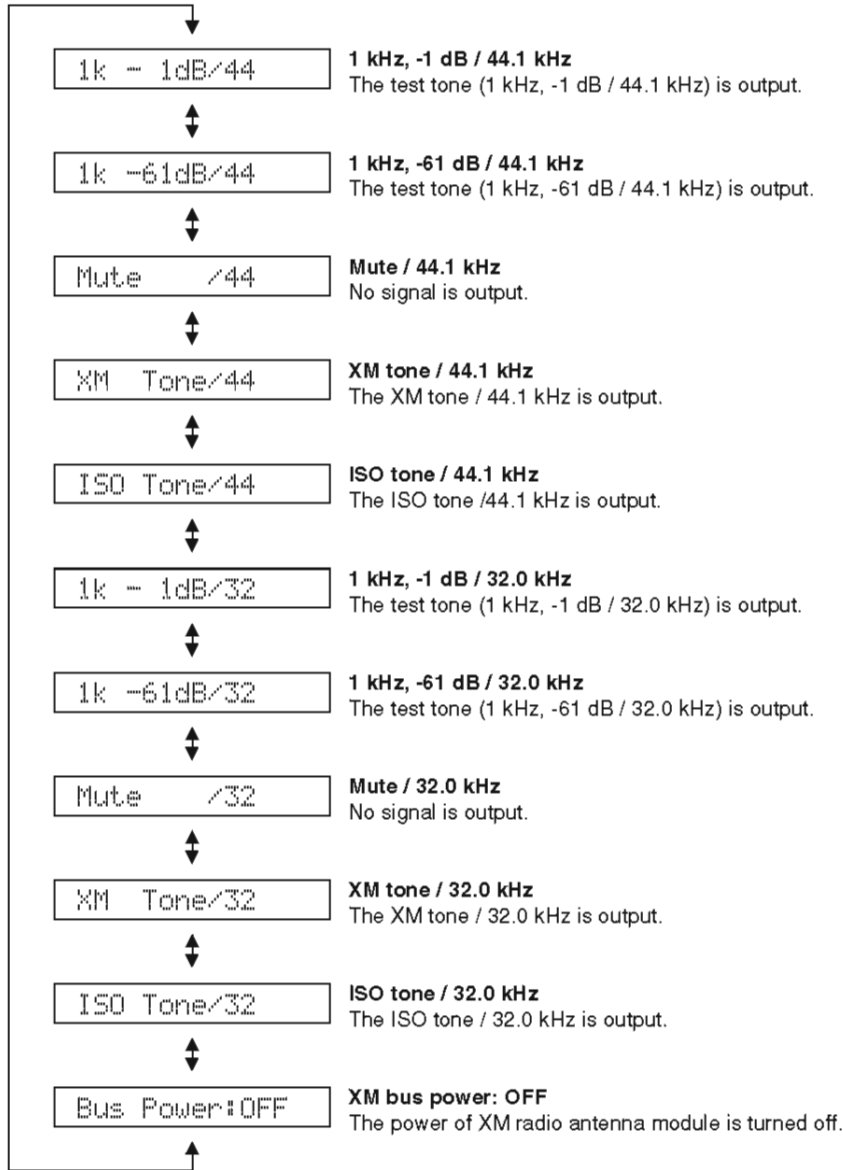 1k - 1dB/44
1 kHz, -1 dB / 44.1 kHz
The test tone (1 kHz, -1 dB / 44.1 kHz) is output.
1k -61dB/44
1 kHz, -61 dB / 44.1 kHz
The test tone (1 kHz, -61 dB / 44.1 kHz) is output.
Mute /44
Mute / 44.1 kHz
No signal is output.
XM Tone/44
XM tone / 44.1 kHz
The XM tone / 44.1 kHz is output.
ISO Tone/44
ISO tone / 44.1 kHz
The ISO tone /44.1 kHz is output.
1k - 1dB/32
1 kHz, -1 dB / 32.0 kHz
The test tone (1 kHz, -1 dB / 32.0 kHz) is output.
1k -61dB/32
1 kHz, -61 dB / 32.0 kHz
The test tone (1 kHz, -61 dB / 32.0 kHz) is output.
Mute /32
Mute / 32.0 kHz
No signal is output.
XM Tone/32
XM tone / 32.0 kHz
The XM tone / 32.0 kHz is output.
ISO Tone/32
ISO tone / 32.0 kHz
The ISO tone / 32.0 kHz is output.
Bus Power:OFF
XM bus power: OFF
The power of XM radio antenna module is turned off.